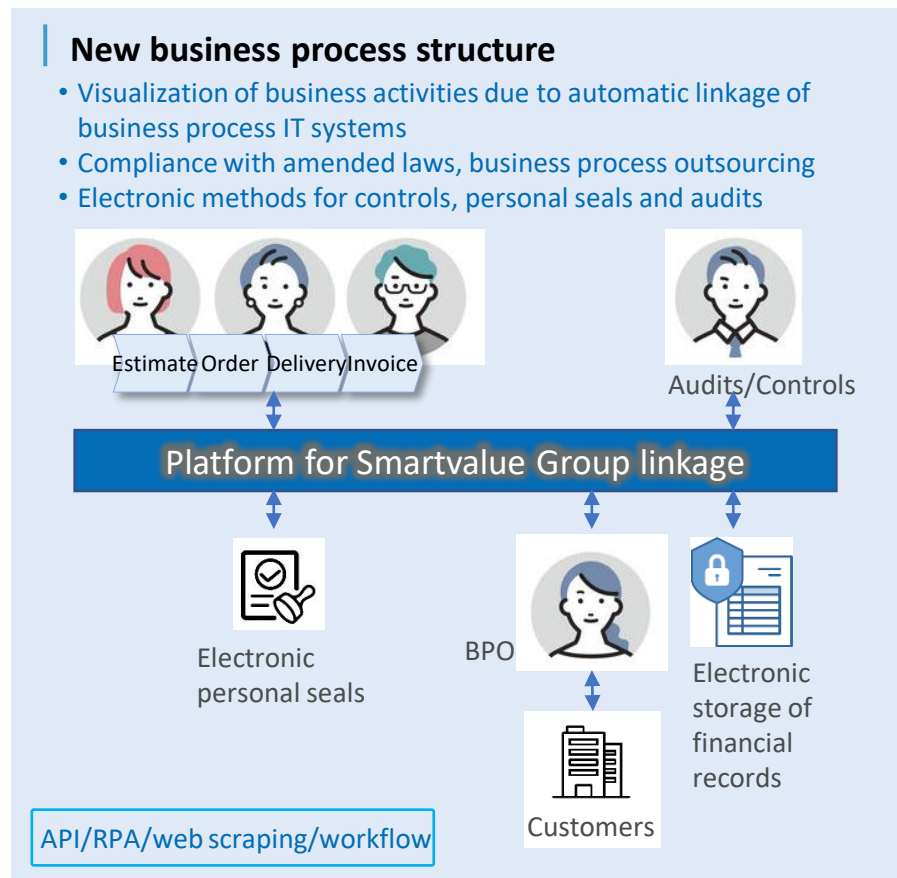 New business process structure
• Visualization of business activities due to automatic linkage of
business process IT systems
• Compliance with amended laws, business process outsourcing
• Electronic methods for controls, personal seals and audits
Estimate Order Delivery Invoice
Audits/Controls
Platform for Smartvalue Group linkage
Electronic
personal seals
BPO
Electronic
storage of
financial
records
Customers
API/RPA/web scraping/workflow